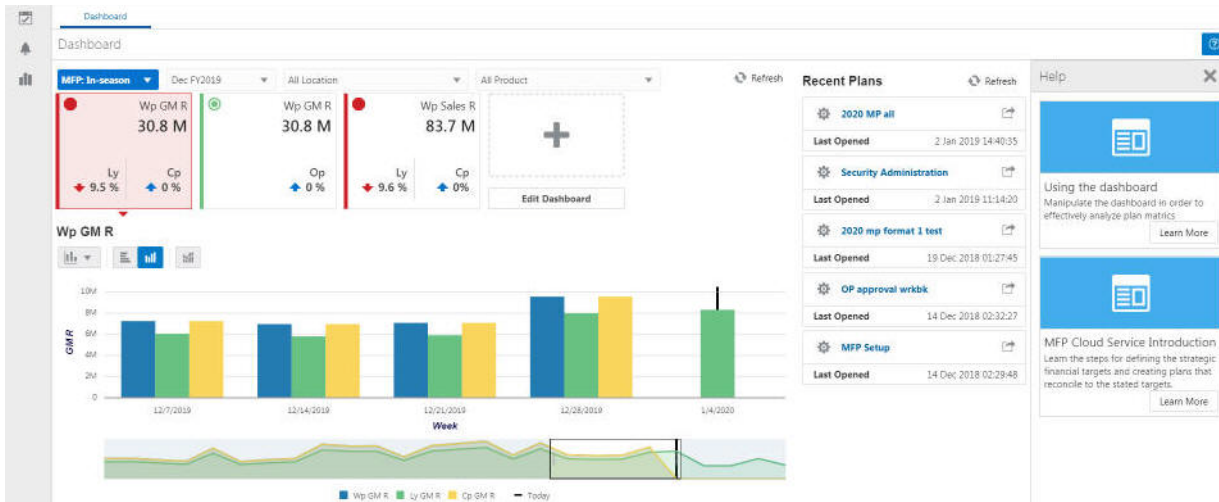 Dashboard
Dashboard
MFP: In-season
Dec FY2019
All Location
All Product
Refresh
Wp GM R
30.8 M
Ly
9.5 %
Cp
0 %
Wp GM R
30.8 M
Op
0 %
Wp Sales R
83.7 M
Ly
9.6 %
Cp
0%
Edit Dashboard
Wp GM R
10M
8M
6M
4M
2M
0
GM R
12/7/2019
12/14/2019
12/21/2019
12/28/2019
1/4/2020
Week
Wp GM R
Ly GM R
Cp GM R
Today
Recent Plans
Refresh
2020 MP all
Last Opened 2 Jan 2019 14:40:35
Security Administration
Last Opened 2 Jan 2019 11:14:20
2020 mp format 1 test
Last Opened 19 Dec 2018 01:27:45
OP approval wrkbk
Last Opened 14 Dec 2018 02:32:27
MFP Setup
Last Opened 14 Dec 2018 02:29:48
Help
Using the dashboard
Manipulate the dashboard in order to
effectively analyze plan matrics
Learn More
MFP Cloud Service Introduction
Learn the steps for defining the strategic
financial targets and creating plans that
reconcile to the stated targets.
Learn More